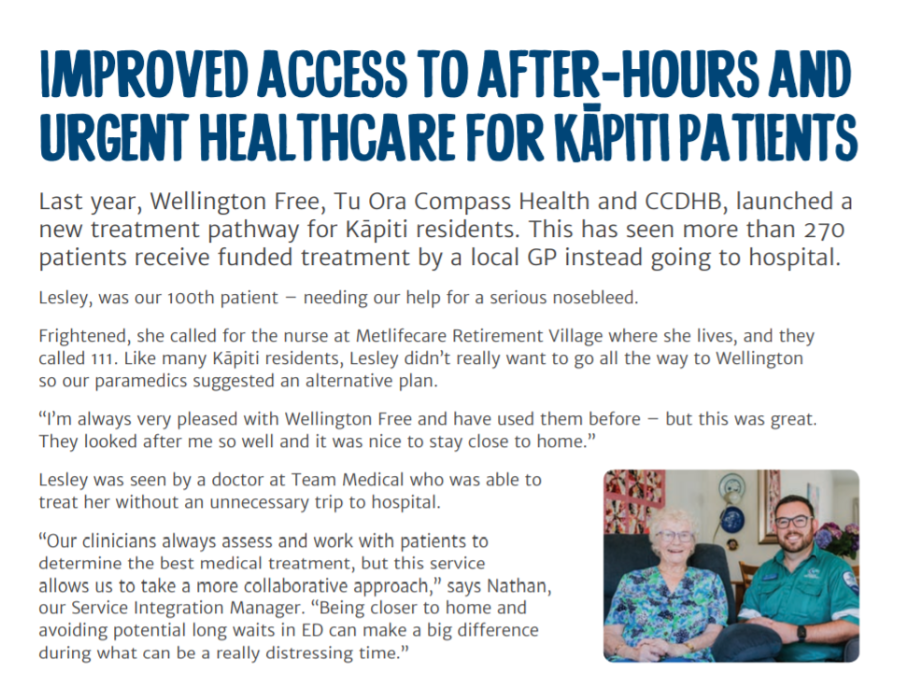 IMPROVED ACCESS TO AFTER-HOURS AND
URGENT HEALTHCARE FOR KĀPITI PATIENTS
Last year, Wellington Free, Tu Ora Compass Health and CCDHB, launched a
new treatment pathway for Kāpiti residents. This has seen more than 270
patients receive funded treatment by a local GP instead going to hospital.
Lesley, was our 100th patient – needing our help for a serious nosebleed.
Frightened, she called for the nurse at Metlifecare Retirement Village where she lives, and they
called 111. Like many Kāpiti residents, Lesley didn't really want to go all the way to Wellington
so our paramedics suggested an alternative plan.
“I'm always very pleased with Wellington Free and have used them before – but this was great.
They looked after me so well and it was nice to stay close to home.”
Lesley was seen by a doctor at Team Medical who was able to
treat her without an unnecessary trip to hospital.
“Our clinicians always assess and work with patients to
determine the best medical treatment, but this service
allows us to take a more collaborative approach,” says Nathan,
our Service Integration Manager. “Being closer to home and
avoiding potential long waits in ED can make a big difference
during what can be a really distressing time.”